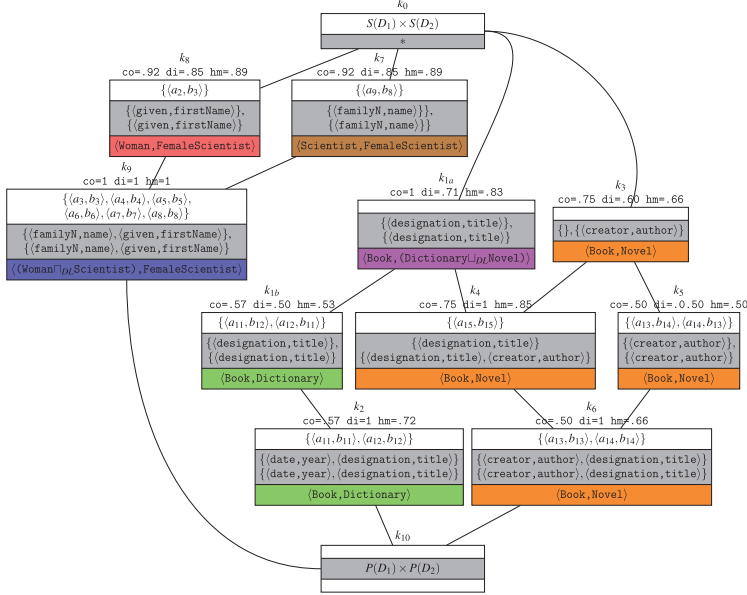 k₀
S(D₁) × S(D₂)
*
k₈
co=.92 di=.85 hm=.89
{⟨a₂,b₃⟩}
{⟨given,firstName⟩},
{⟨given,firstName⟩}
⟨Woman,FemaleScientist⟩
k₇
co=.92 di=.85 hm=.89
{⟨a₉,b₈⟩}
{⟨familyN,name⟩}},
{⟨familyN,name⟩}}
⟨Scientist,FemaleScientist⟩
k₉
co=1 di=1 hm=1
{⟨a₃,b₃⟩,⟨a₄,b₄⟩,⟨a₅,b₅⟩,
⟨a₆,b₆⟩,⟨a₇,b₇⟩,⟨a₈,b₈⟩}
{⟨familyN,name⟩,⟨given,firstName⟩},
{⟨familyN,name⟩,⟨given,firstName⟩}
⟨(Woman⊓DLScientist),FemaleScientist⟩
k₁ₐ
co=1 di=.71 hm=.83
{⟨designation,title⟩},
{⟨designation,title⟩}
⟨Book,(Dictionary⊔DLNovel)⟩
k₃
co=.75 di=.60 hm=.66
{},{⟨creator,author⟩}
⟨Book,Novel⟩
k₁b
co=.57 di=.50 hm=.53
{⟨a₁₁,b₁₂⟩,⟨a₁₂,b₁₁⟩}
{⟨designation,title⟩},
{⟨designation,title⟩}
⟨Book,Dictionary⟩
k₄
co=.75 di=1 hm=.85
{⟨a₁₅,b₁₅⟩}
{⟨designation,title⟩}
{⟨designation,title⟩,⟨creator,author⟩}
⟨Book,Novel⟩
k₅
co=.50 di=.0.50 hm=.50
{⟨a₁₃,b₁₄⟩,⟨a₁₄,b₁₃⟩}
{⟨creator,author⟩},
{⟨creator,author⟩}
⟨Book,Novel⟩
k₂
co=.57 di=1 hm=.72
{⟨a₁₁,b₁₁⟩,⟨a₁₂,b₁₂⟩}
{⟨date,year⟩,⟨designation,title⟩}
{⟨date,year⟩,⟨designation,title⟩}
⟨Book,Dictionary⟩
k₆
co=.50 di=1 hm=.66
{⟨a₁₃,b₁₃⟩,⟨a₁₄,b₁₄⟩}
{⟨creator,author⟩,⟨designation,title⟩}
{⟨creator,author⟩,⟨designation,title⟩}
⟨Book,Novel⟩
k₁₀
P(D₁) × P(D₂)